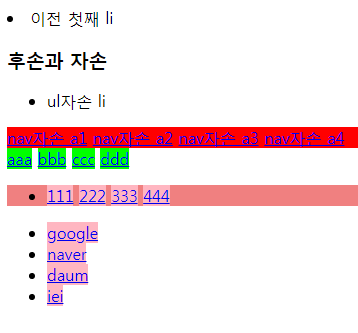 이전 첫째 li
후손과 자손
ul자손 li
nav자손 a1 nav자손 a2 nav자손 a3 nav자손 a4
aaa bbb ccc ddd
111 222 333 444
google
naver
daum
iei